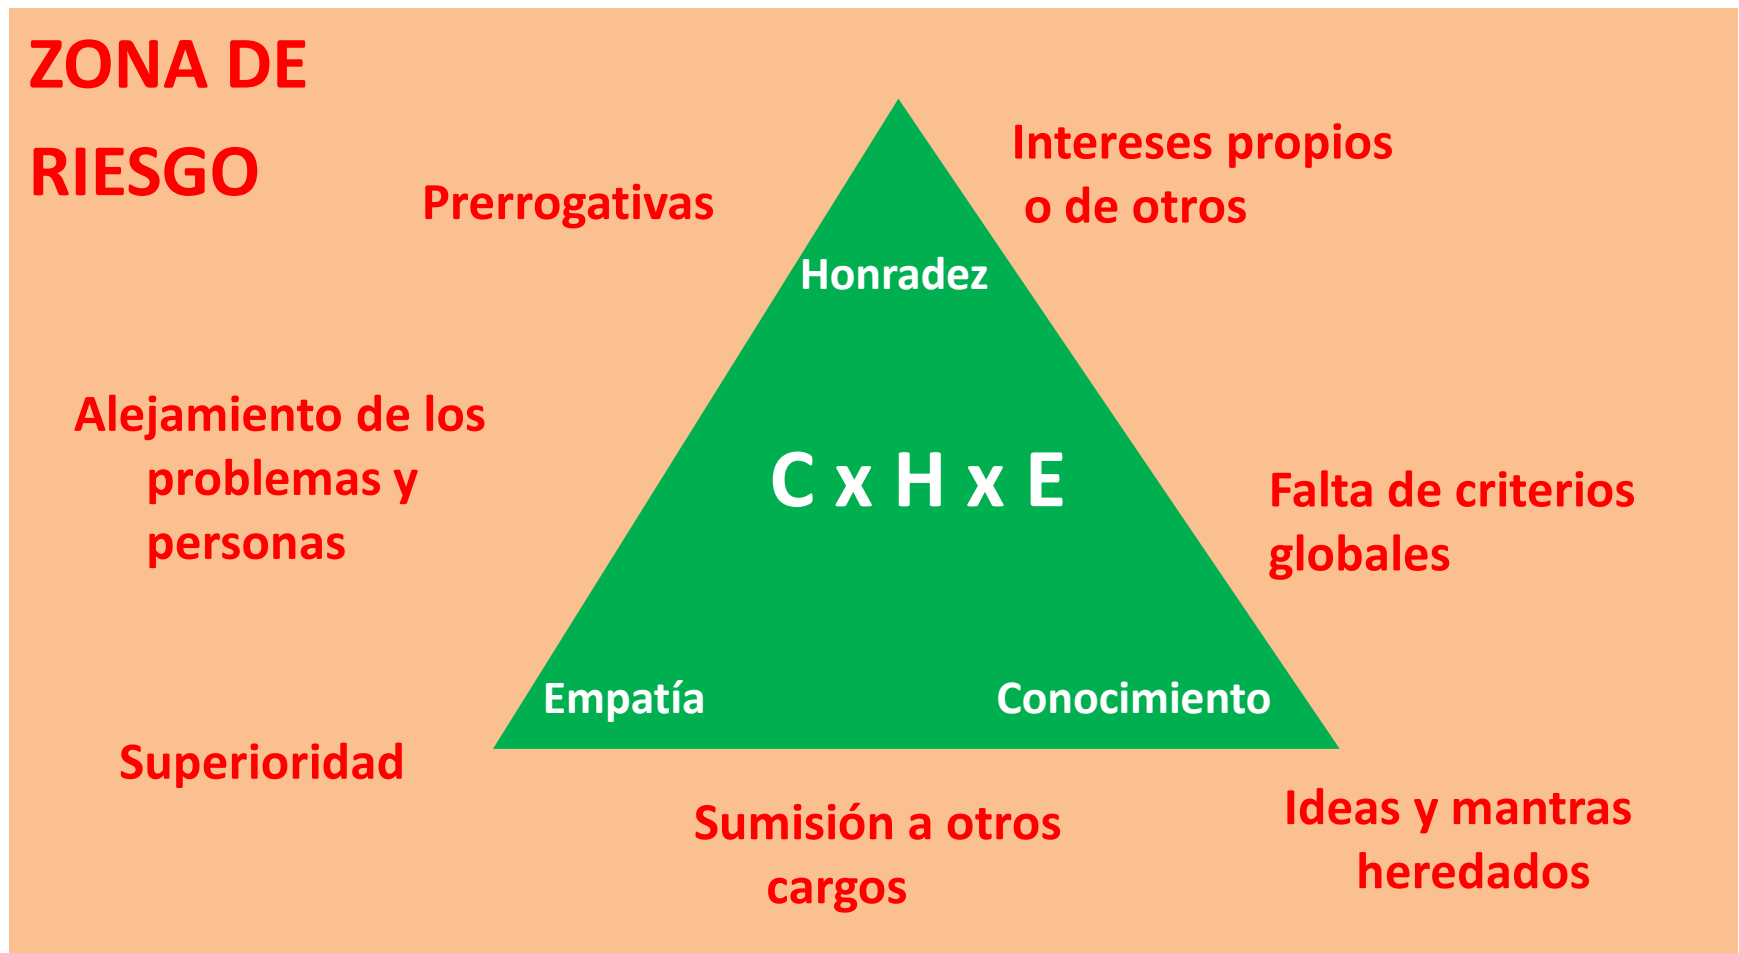 ZONA DE
RIESGO
Intereses propios
o de otros
Prerrogativas
Honradez
Alejamiento de los
problemas y
personas
C x H x E
Falta de criterios
globales
Empatía
Conocimiento
Superioridad
Sumisión a otros
cargos
Ideas y mantras
heredados